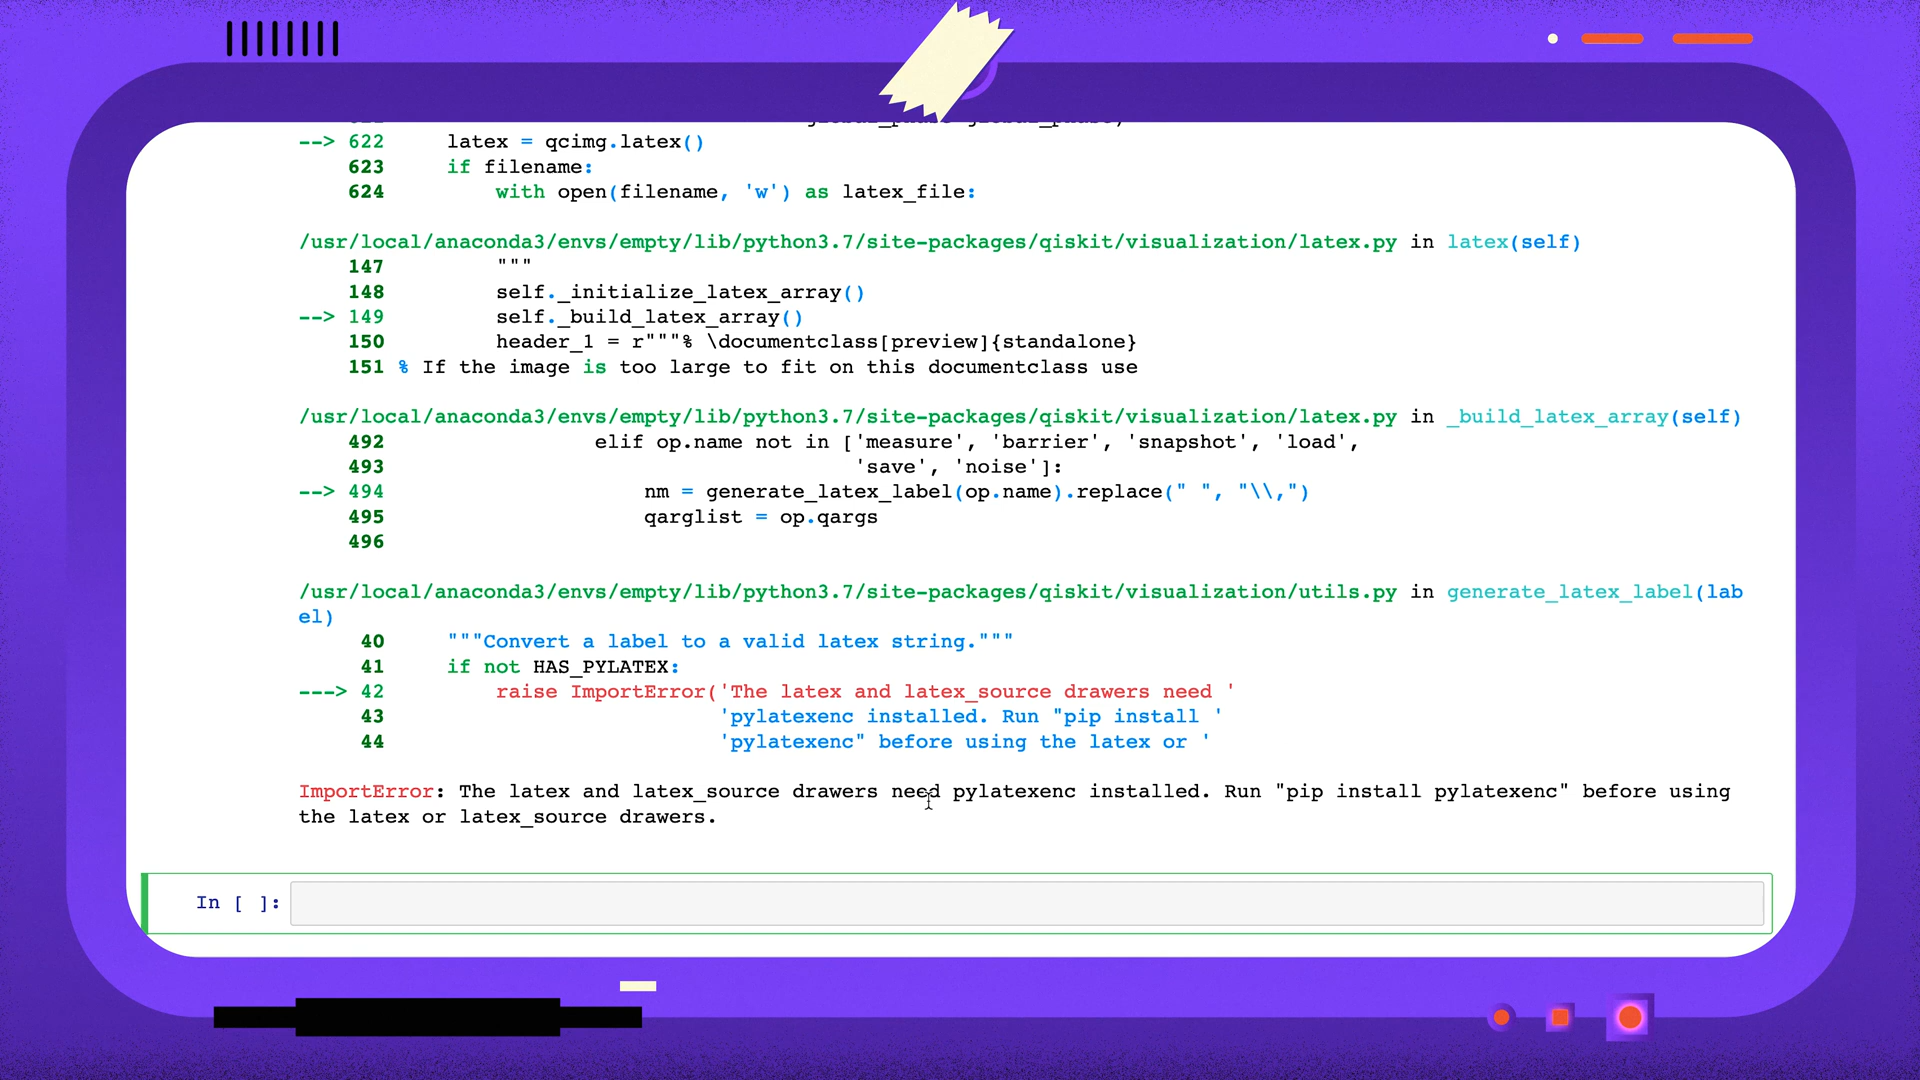 --> 622     latex = qcimg.latex()
    623     if filename:
    624         with open(filename, 'w') as latex_file:
/usr/local/anaconda3/envs/empty/lib/python3.7/site-packages/qiskit/visualization/latex.py in latex(self)
    147         """
    148         self._initialize_latex_array()
--> 149         self._build_latex_array()
    150         header_1 = r"""% \documentclass[preview]{standalone}
    151 % If the image is too large to fit on this documentclass use
/usr/local/anaconda3/envs/empty/lib/python3.7/site-packages/qiskit/visualization/latex.py in _build_latex_array(self)
    492                 elif op.name not in ['measure', 'barrier', 'snapshot', 'load',
    493                                      'save', 'noise']:
--> 494                     nm = generate_latex_label(op.name).replace(" ", "\\,")
    495                     qarglist = op.qargs
    496
/usr/local/anaconda3/envs/empty/lib/python3.7/site-packages/qiskit/visualization/utils.py in generate_latex_label(lab
el)
     40     """Convert a label to a valid latex string."""
     41     if not HAS_PYLATEX:
---> 42         raise ImportError('The latex and latex_source drawers need '
     43                           'pylatexenc installed. Run "pip install '
     44                           'pylatexenc" before using the latex or '
ImportError: The latex and latex_source drawers need pylatexenc installed. Run "pip install pylatexenc" before using
the latex or latex_source drawers.
In [ ]: